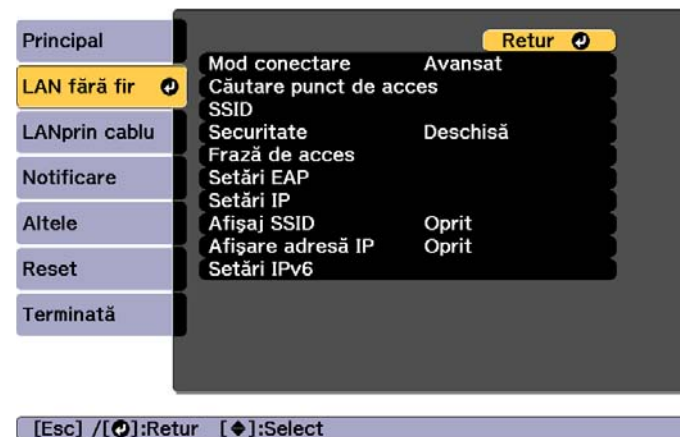 Principal
LAN fără fir
LANprin cablu
Notificare
Altele
Reset
Terminată
Retur
Mod conectare Avansat
Căutare punct de acces
SSID
Securitate Deschisă
Frază de acces
Setări EAP
Setări IP
Afişaj SSID Oprit
Afişare adresă IP Oprit
Setări IPv6
[Esc] /[⏎]:Retur [◆]:Select